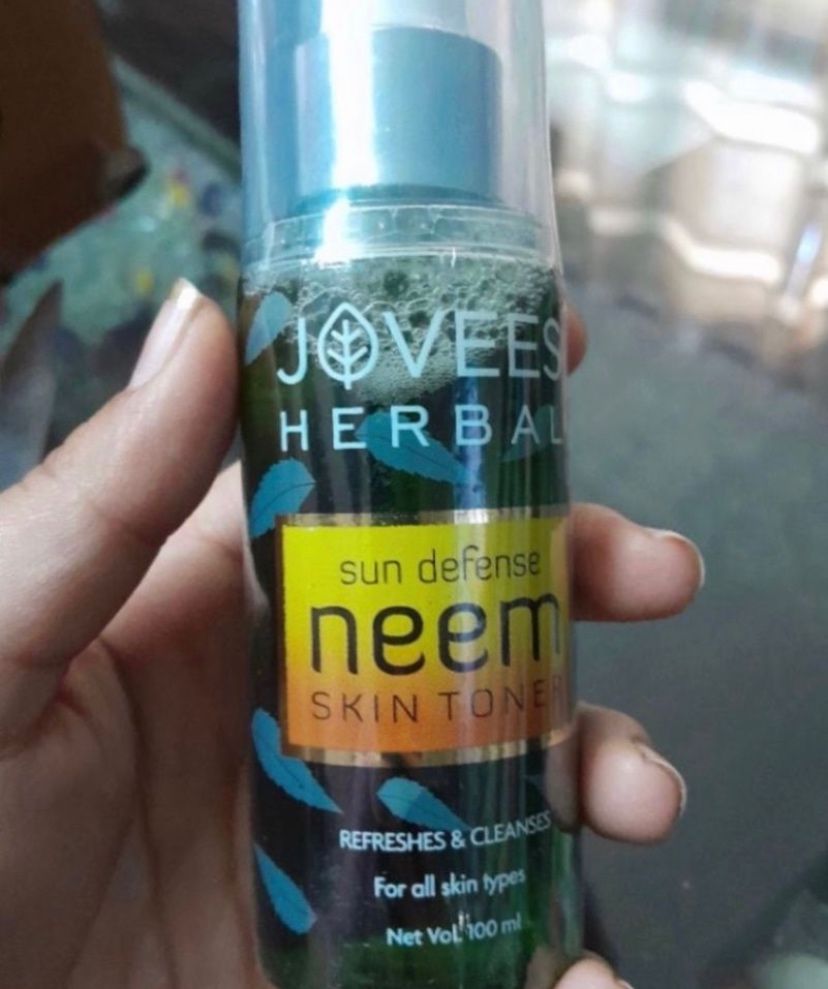 JOVEES
HERBAL
sun defense
neem
SKIN TONER
REFRESHES & CLEANSES
For all skin types
Net Vol. 100 ml